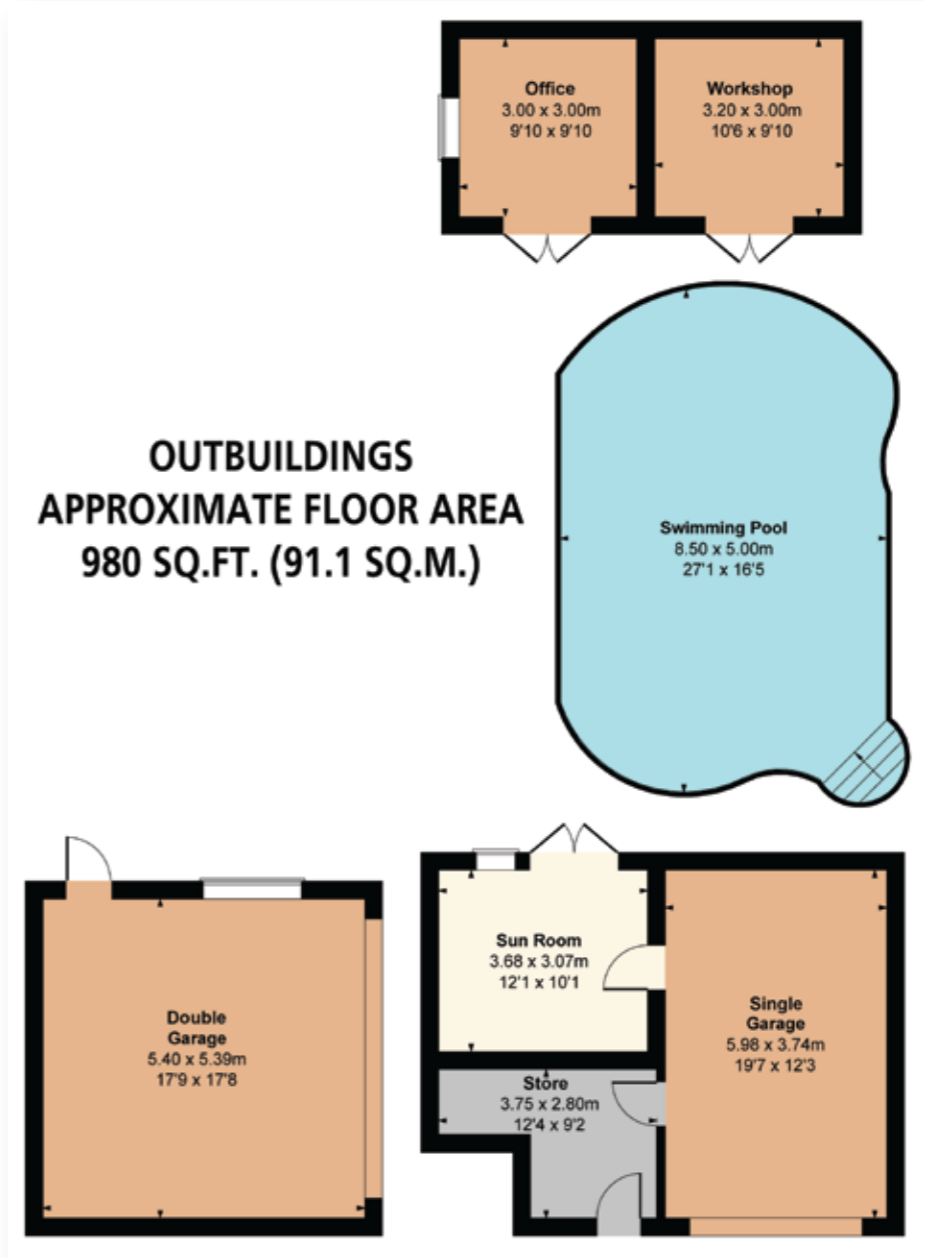 Office
3.00 x 3.00m
9'10 x 9'10
Workshop
3.20 x 3.00m
10'6 x 9'10
OUTBUILDINGS
APPROXIMATE FLOOR AREA
980 SQ.FT. (91.1 SQ.M.)
Swimming Pool
8.50 x 5.00m
27'1 x 16'5
Double
Garage
5.40 x 5.39m
17'9 x 17'8
Sun Room
3.68 x 3.07m
12'1 x 10'1
Store
3.75 x 2.80m
12'4 x 9'2
Single
Garage
5.98 x 3.74m
19'7 x 12'3